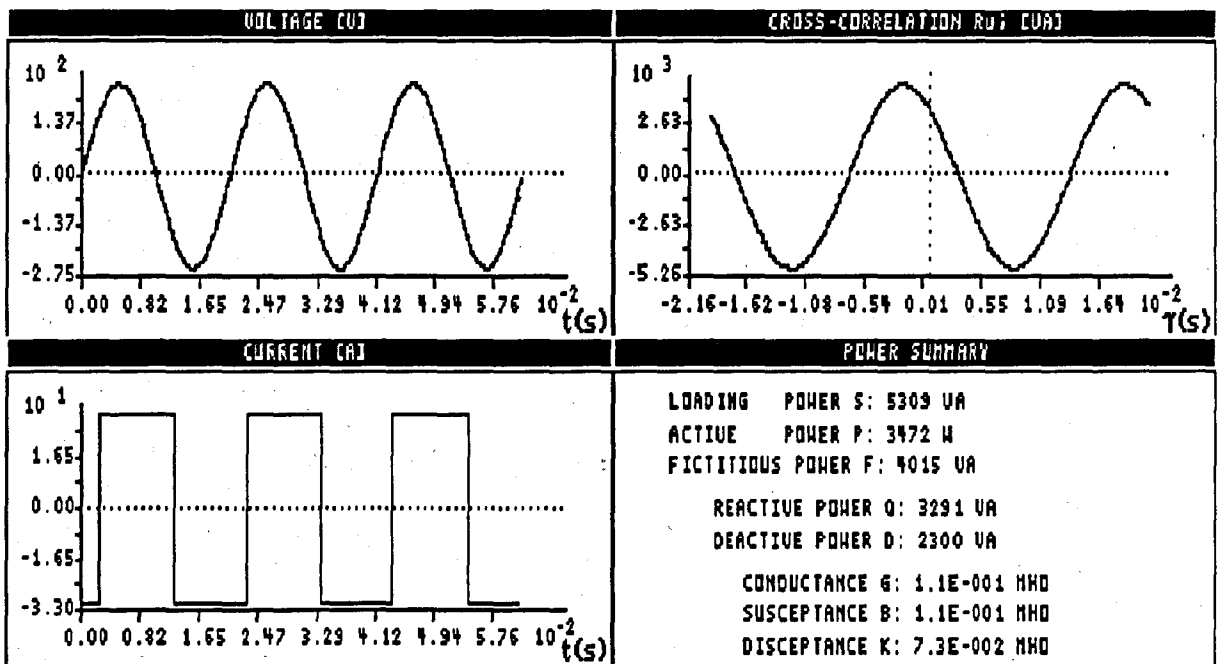 VOLTAGE [V]
10 2
1.37
0.00
-1.37
-2.75
0.00 0.82 1.65 2.47 3.29 4.12 4.94 5.76 10 -2
t(s)
CROSS-CORRELATION Rui [VA]
10 3
2.63
0.00
-2.63
-5.26
-2.16 -1.62 -1.08 -0.54 0.01 0.55 1.09 1.64 10 -2
τ(s)
CURRENT [A]
10 1
1.65
0.00
-1.65
-3.30
0.00 0.82 1.65 2.47 3.29 4.12 4.94 5.76 10 -2
t(s)
POWER SUMMARY
LOADING POWER S: 5309 VA
ACTIVE POWER P: 3472 W
FICTITIOUS POWER F: 4015 VA
REACTIVE POWER Q: 3291 VA
DEACTIVE POWER D: 2300 VA
CONDUCTANCE G: 1.1E-001 MHO
SUSCEPTANCE B: 1.1E-001 MHO
DISCEPTANCE K: 7.3E-002 MHO